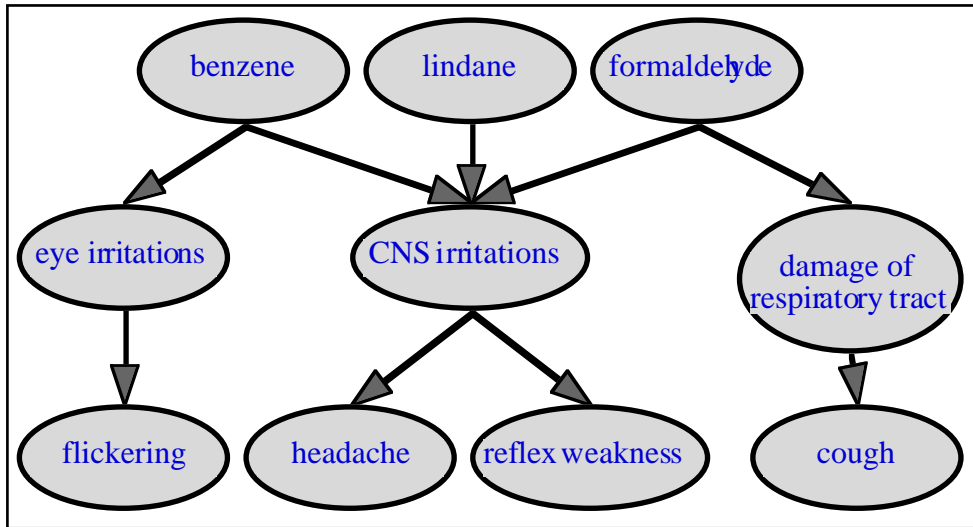 benzene
lindane
formaldehyde
eye irritations
CNS irritations
damage of
respiratory tract
flickering
headache
reflex weakness
cough